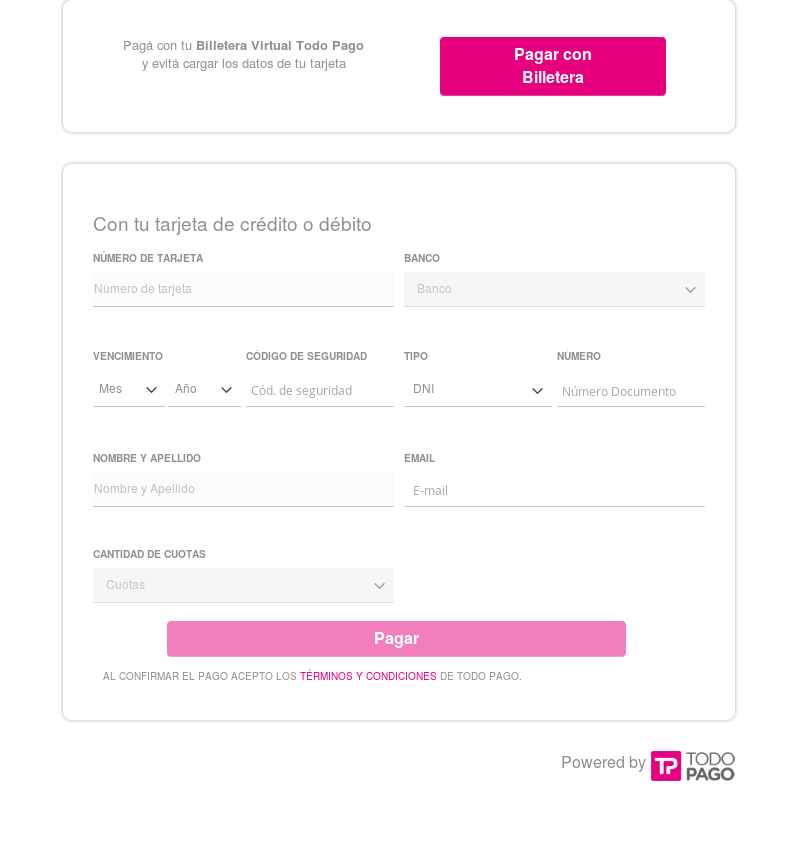 Pagá con tu Billetera Virtual Todo Pago
y evitá cargar los datos de tu tarjeta
Pagar con
Billetera
Con tu tarjeta de crédito o débito
NÚMERO DE TARJETA
BANCO
Número de tarjeta
Banco
VENCIMIENTO
CÓDIGO DE SEGURIDAD
TIPO
NÚMERO
Mes
Año
Cód. de seguridad
DNI
Número Documento
NOMBRE Y APELLIDO
EMAIL
Nombre y Apellido
E-mail
CANTIDAD DE CUOTAS
Cuotas
Pagar
AL CONFIRMAR EL PAGO ACEPTO LOS TÉRMINOS Y CONDICIONES DE TODO PAGO.
Powered by TP TODO
PAGO